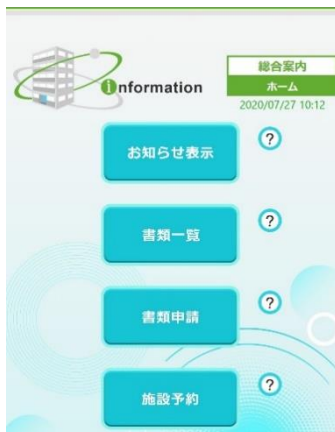 information
総合案内
ホーム
2020/07/27 10:12
お知らせ表示
?
書類一覧
?
書類申請
?
施設予約
?